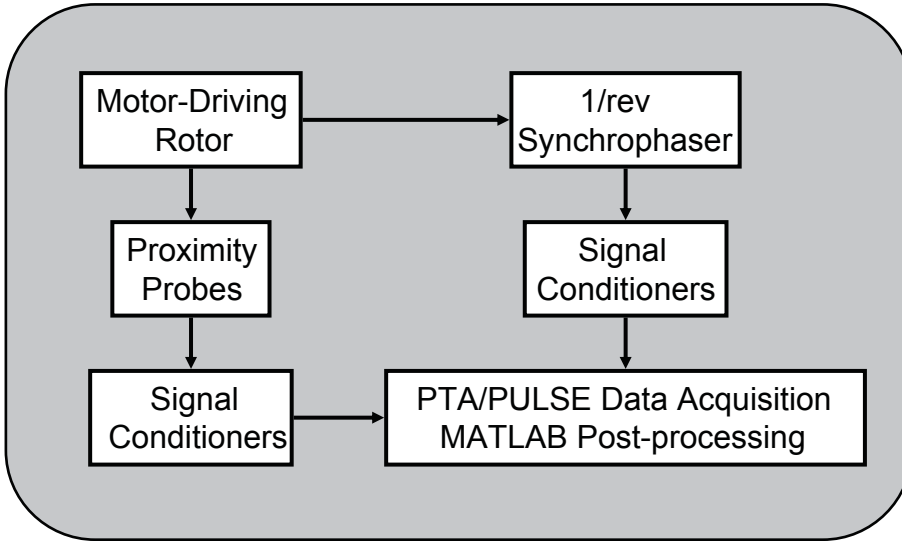 Motor-Driving
Rotor
1/rev
Synchrophaser
Proximity
Probes
Signal
Conditioners
Signal
Conditioners
PTA/PULSE Data Acquisition
MATLAB Post-processing